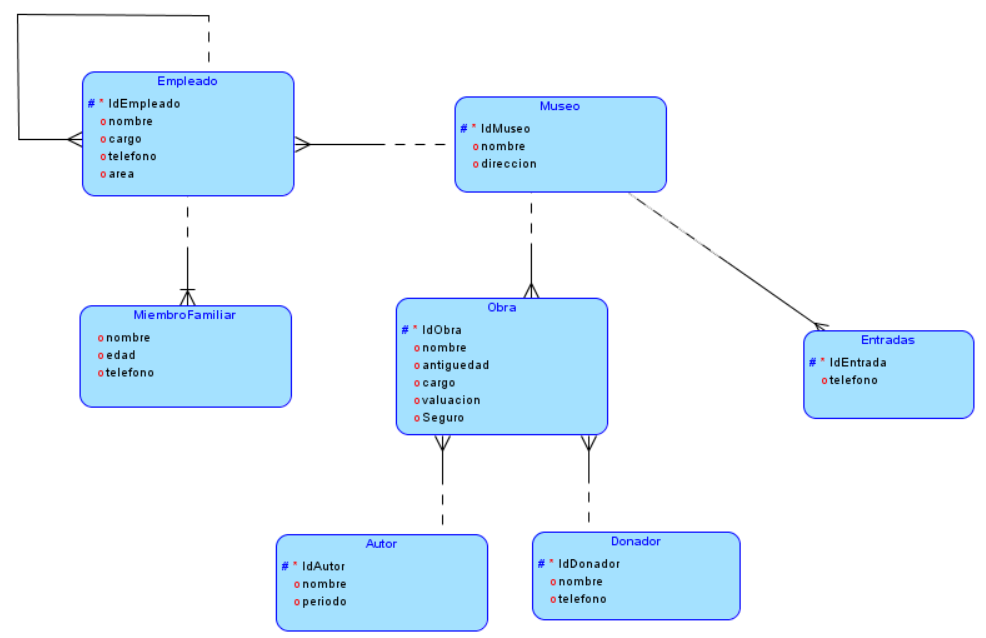 Empleado
# * IdEmpleado
o nombre
o cargo
o telefono
o area
Museo
# * IdMuseo
o nombre
o direccion
MiembroFamiliar
o nombre
o edad
o telefono
Obra
# * IdObra
o nombre
o antiguedad
o cargo
o valuacion
o Seguro
Entradas
# * IdEntrada
o telefono
Autor
# * IdAutor
o nombre
o periodo
Donador
# * IdDonador
o nombre
o telefono